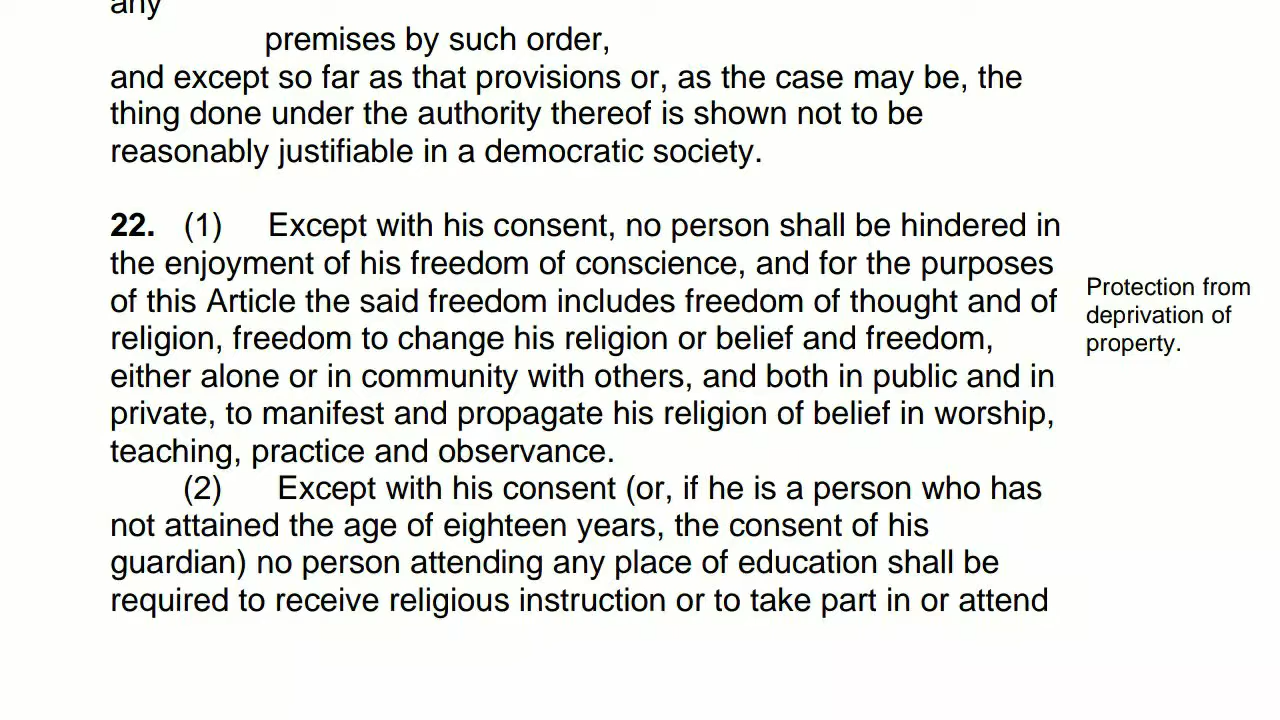 any
premises by such order,
and except so far as that provisions or, as the case may be, the
thing done under the authority thereof is shown not to be
reasonably justifiable in a democratic society.
22. (1) Except with his consent, no person shall be hindered in
the enjoyment of his freedom of conscience, and for the purposes
of this Article the said freedom includes freedom of thought and of
religion, freedom to change his religion or belief and freedom,
either alone or in community with others, and both in public and in
private, to manifest and propagate his religion of belief in worship,
teaching, practice and observance.
(2) Except with his consent (or, if he is a person who has
not attained the age of eighteen years, the consent of his
guardian) no person attending any place of education shall be
required to receive religious instruction or to take part in or attend
Protection from
deprivation of
property.